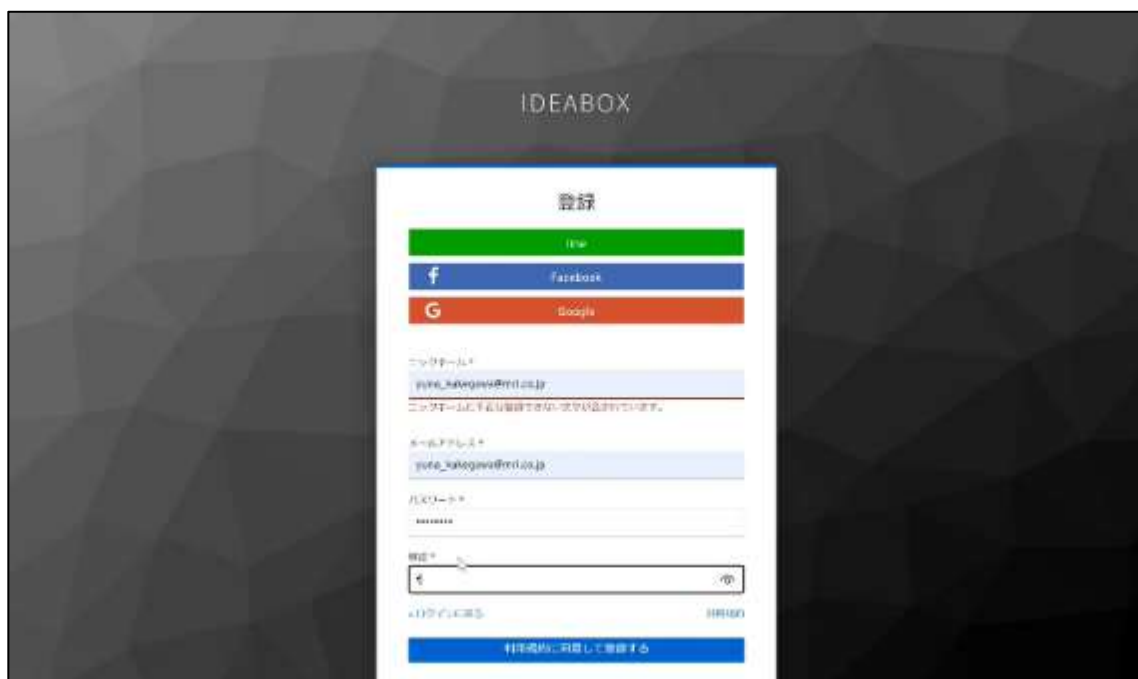 IDEABOX
登録
line
Facebook
Google
ニックネーム *
yuna_kakegawa@mri.co.jp
ニックネームに不正な登録できない文字が含まれています。
メールアドレス *
yuna_kakegawa@mri.co.jp
パスワード *
確認 *
« ログインに戻る
利用規約
利用規約に同意して登録する